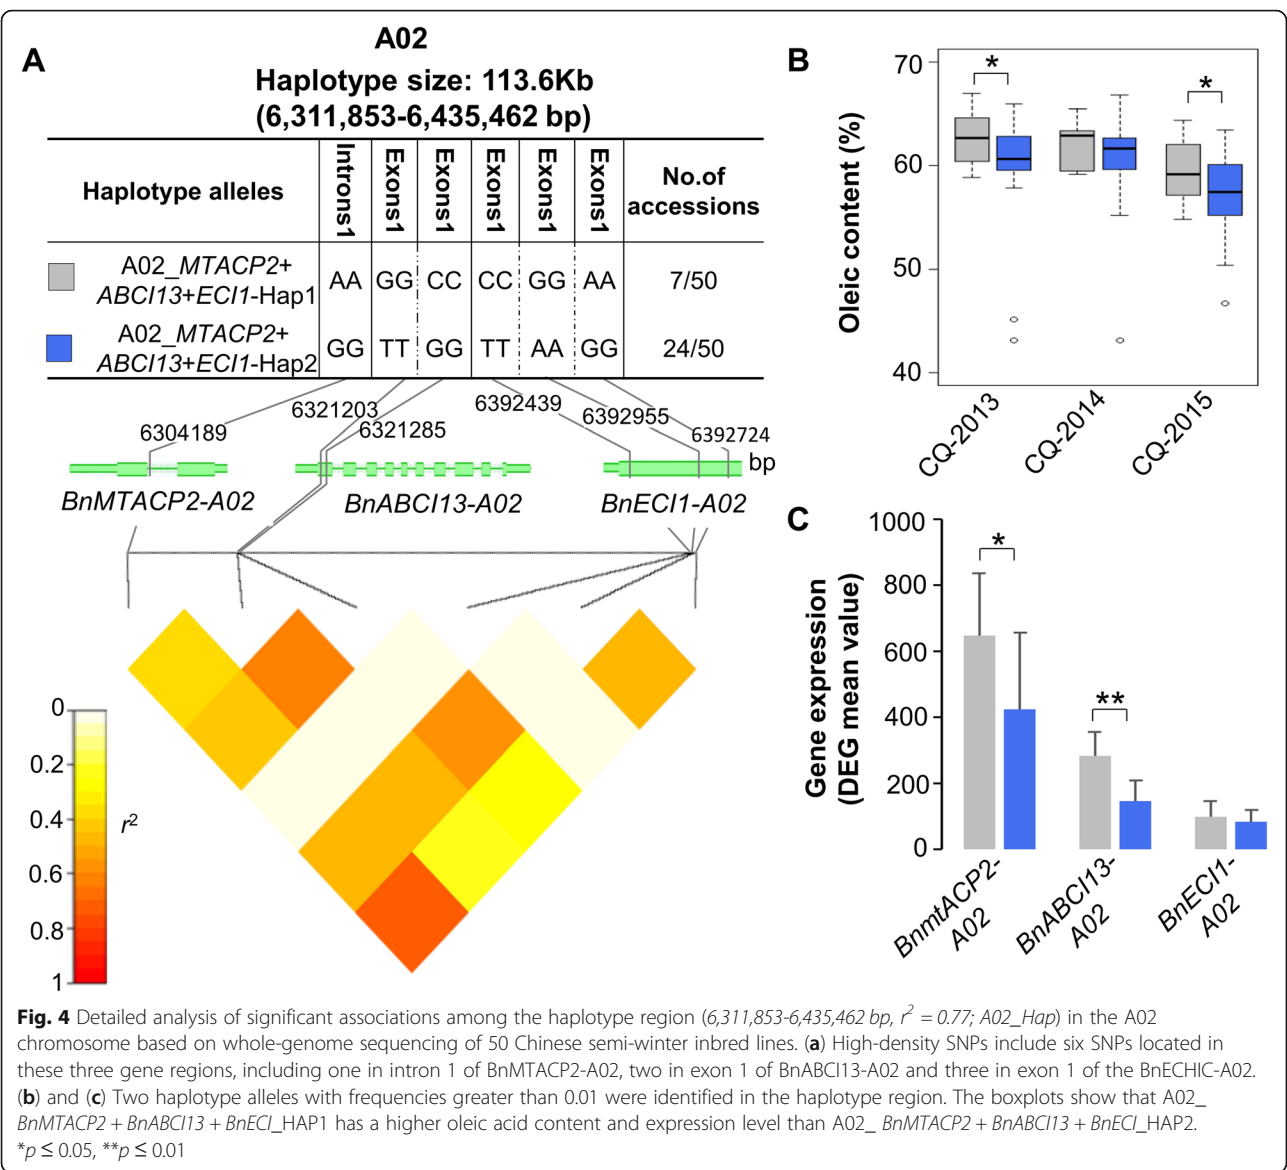 A
A02
Haplotype size: 113.6Kb
(6,311,853-6,435,462 bp)
Haplotype alleles
Introns1
Exons1
Exons1
Exons1
Exons1
Exons1
No.of
accessions
A02_MTACP2+
ABCI13+ECI1-Hap1
AA GG CC CC GG AA
7/50
A02_MTACP2+
ABCI13+ECI1-Hap2
GG TT GG TT AA GG
24/50
6304189
6321203
6321285
6392439
6392955
6392724
bp
BnMTACP2-A02
BnABCI13-A02
BnECI1-A02
0
0.2
0.4
0.6
0.8
1
r2
B
Oleic content (%)
70
60
50
40
*
*
CQ-2013
CQ-2014
CQ-2015
C
Gene expression
(DEG mean value)
1000
800
600
400
200
0
*
**
BnmtACP2-
A02
BnABCI13-
A02
BnECI1-
A02
Fig. 4 Detailed analysis of significant associations among the haplotype region (6,311,853-6,435,462 bp, r2 = 0.77; A02_Hap) in the A02
chromosome based on whole-genome sequencing of 50 Chinese semi-winter inbred lines. (a) High-density SNPs include six SNPs located in
these three gene regions, including one in intron 1 of BnMTACP2-A02, two in exon 1 of BnABCI13-A02 and three in exon 1 of the BnECHIC-A02.
(b) and (c) Two haplotype alleles with frequencies greater than 0.01 were identified in the haplotype region. The boxplots show that A02_
BnMTACP2 + BnABCI13 + BnECI_HAP1 has a higher oleic acid content and expression level than A02_ BnMTACP2 + BnABCI13 + BnECI_HAP2.
*p ≤ 0.05, **p ≤ 0.01